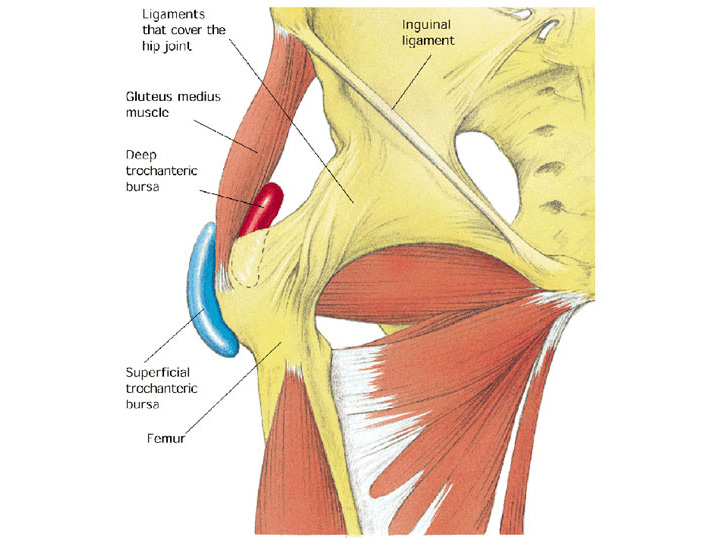 Ligaments
that cover the
hip joint
Inguinal
ligament
Gluteus medius
muscle
Deep
trochanteric
bursa
Superficial
trochanteric
bursa
Femur